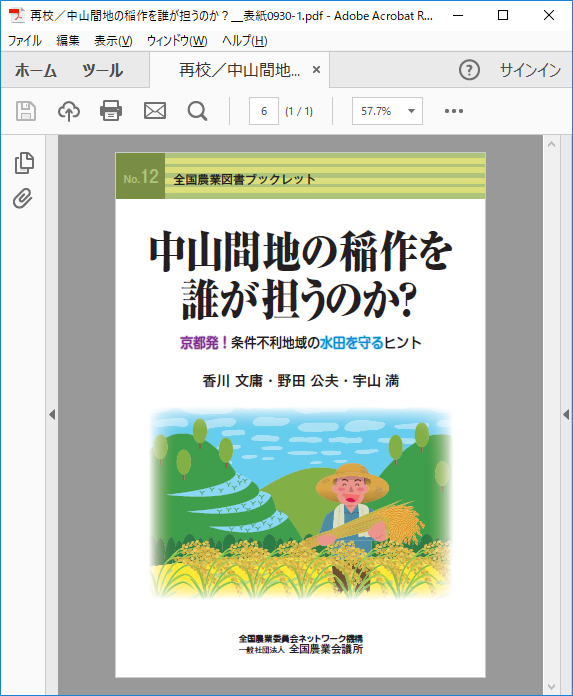 再校／中山間地の稲作を誰が担うのか？__表紙0930-1.pdf - Adobe Acrobat R...
ファイル 編集 表示(V) ウィンドウ(W) ヘルプ(H)
ホーム ツール 再校／中山間地... × ? サインイン
6 (1 / 1) 57.7%
No.12 全国農業図書ブックレット
中山間地の稲作を
誰が担うのか?
京都発！条件不利地域の水田を守るヒント
香川 文庸・野田 公夫・宇山 満
全国農業委員会ネットワーク機構
一般社団法人 全国農業会議所